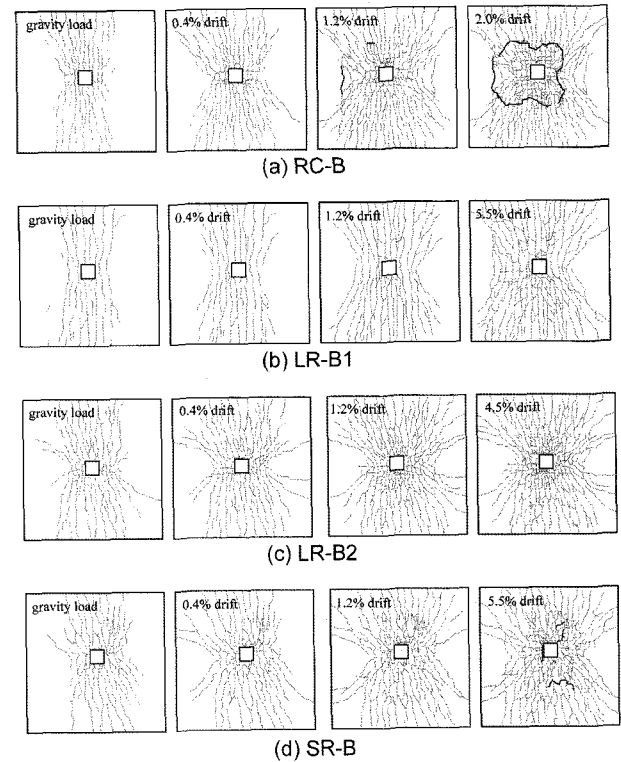 gravity load 0.4% drift 1.2% drift 2.0% drift
(a) RC-B
gravity load 0.4% drift 1.2% drift 5.5% drift
(b) LR-B1
gravity load 0.4% drift 1.2% drift 4.5% drift
(c) LR-B2
gravity load 0.4% drift 1.2% drift 5.5% drift
(d) SR-B